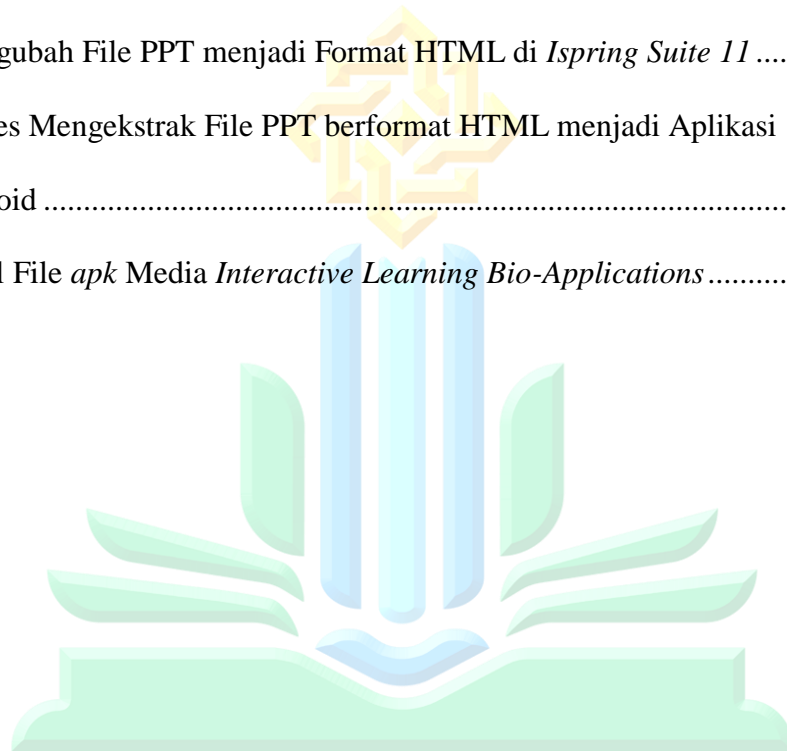 gubah File PPT menjadi Format HTML di Ispring Suite 11 ....
es Mengekstrak File PPT berformat HTML menjadi Aplikasi
oid ...............................................................................................
l File apk Media Interactive Learning Bio-Applications ..........